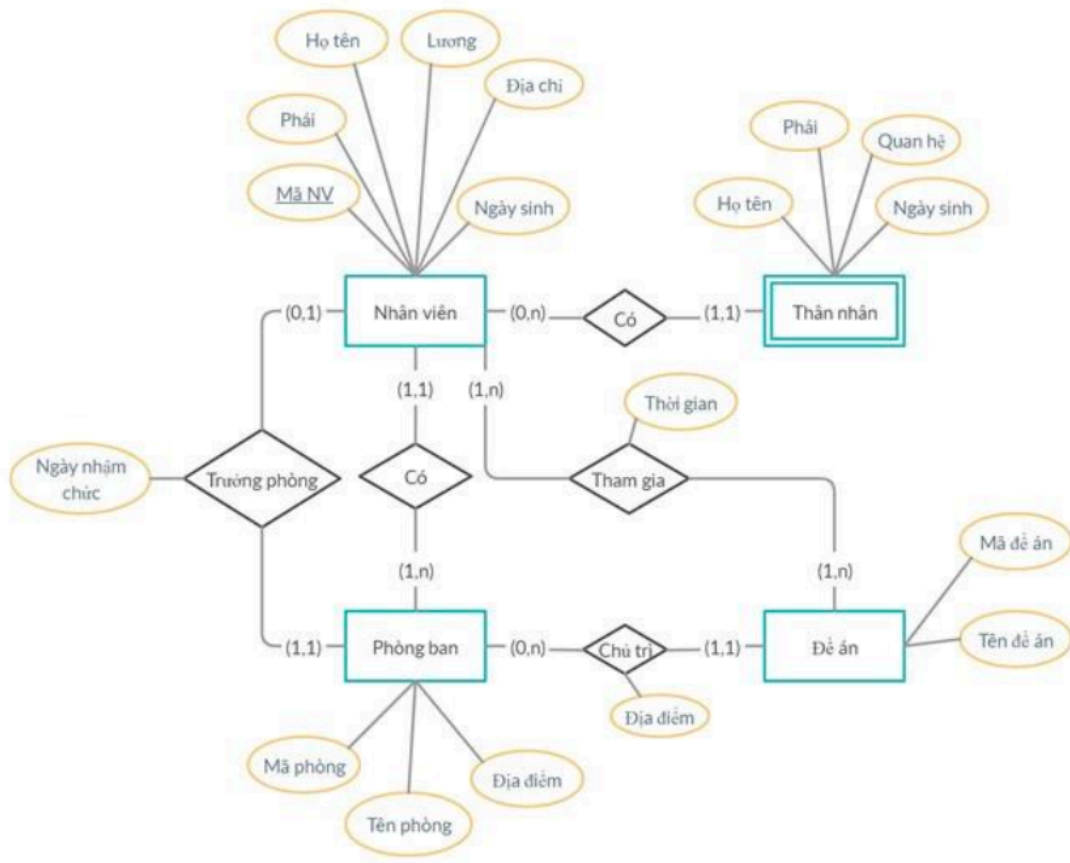 Họ tên
Lương
Địa chỉ
Phái
Mã NV
Ngày sinh
Phái
Quan hệ
Họ tên
Ngày sinh
(0,1)
Nhân viên
(0,n)
Có
(1,1)
Thân nhân
(1,1)
(1,n)
Thời gian
Ngày nhậm
chức
Trưởng phòng
Có
Tham gia
Mã đề án
(1,n)
(1,n)
Tên đề án
(1,1)
Phòng ban
(0,n)
Chủ trì
(1,1)
Đề án
Địa điểm
Mã phòng
Địa điểm
Tên phòng